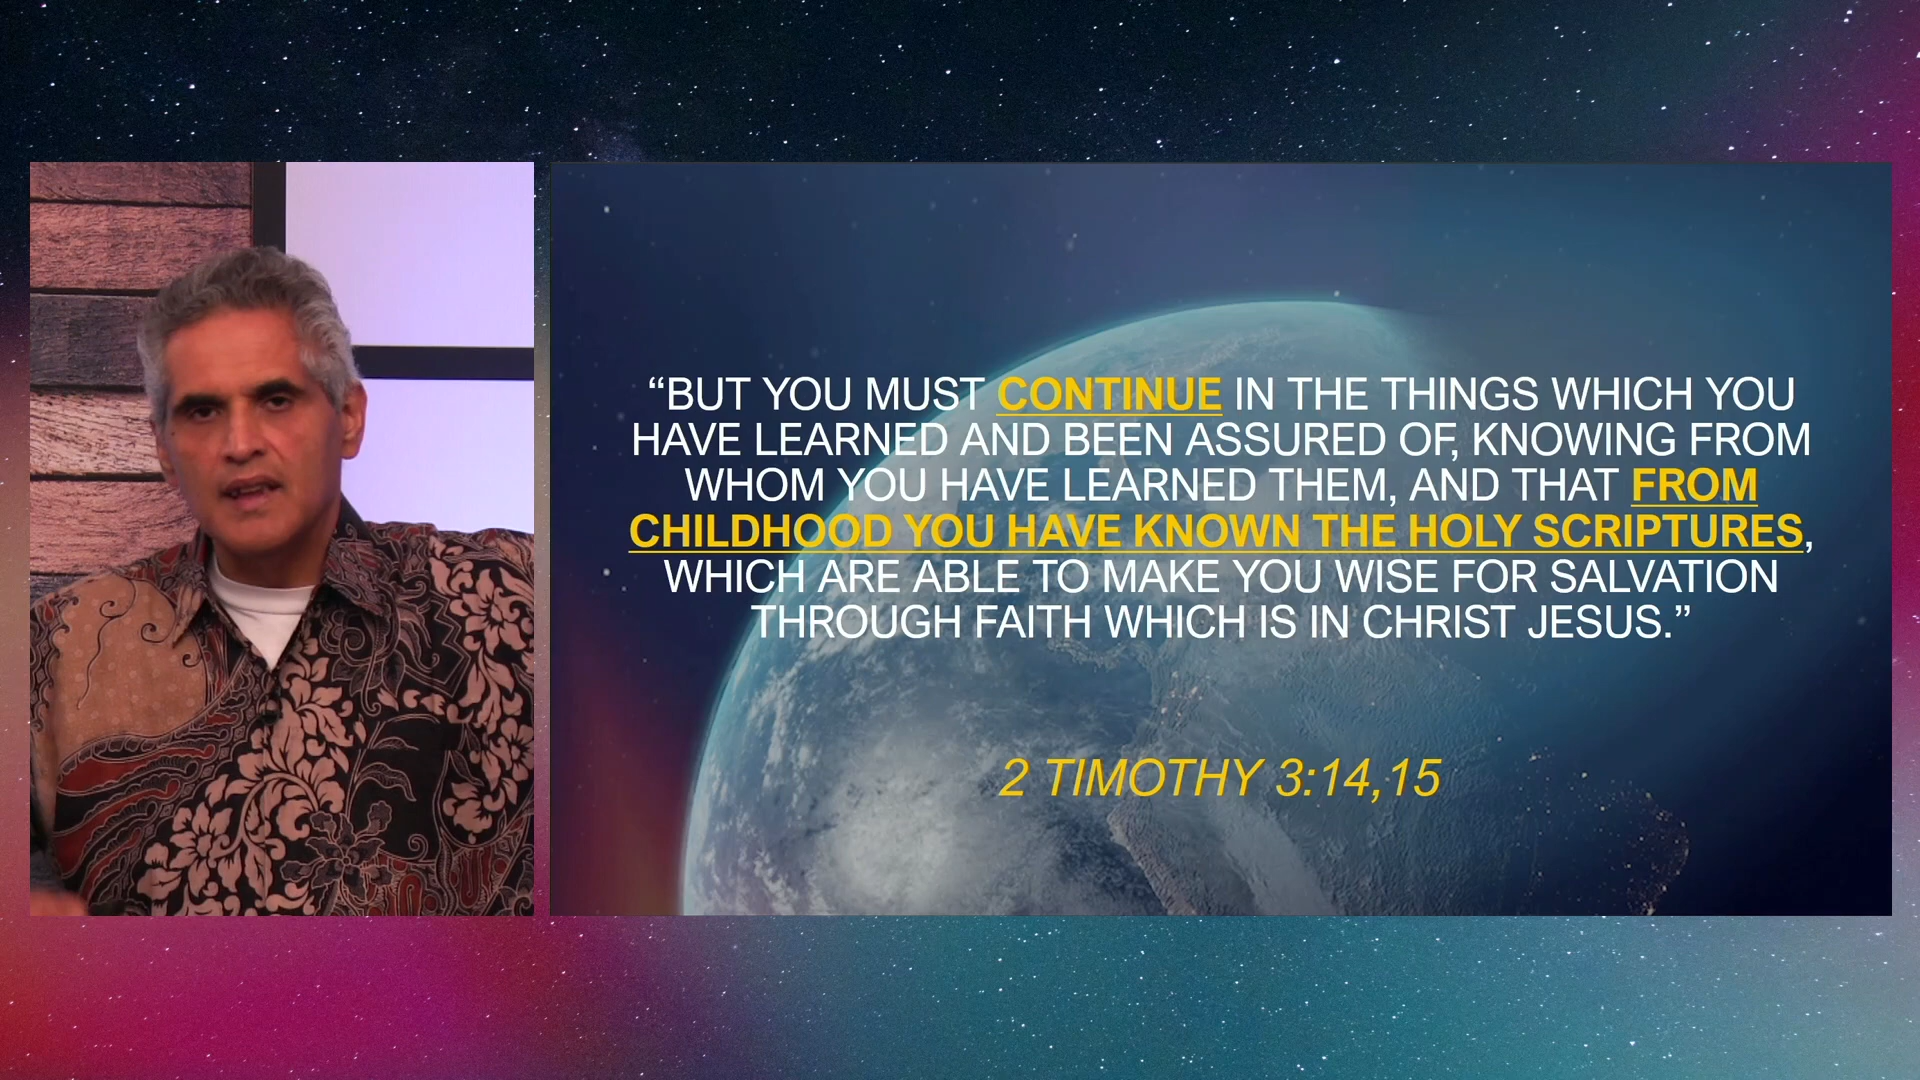 “BUT YOU MUST CONTINUE IN THE THINGS WHICH YOU
HAVE LEARNED AND BEEN ASSURED OF, KNOWING FROM
WHOM YOU HAVE LEARNED THEM, AND THAT FROM
CHILDHOOD YOU HAVE KNOWN THE HOLY SCRIPTURES,
WHICH ARE ABLE TO MAKE YOU WISE FOR SALVATION
THROUGH FAITH WHICH IS IN CHRIST JESUS.”
2 TIMOTHY 3:14,15